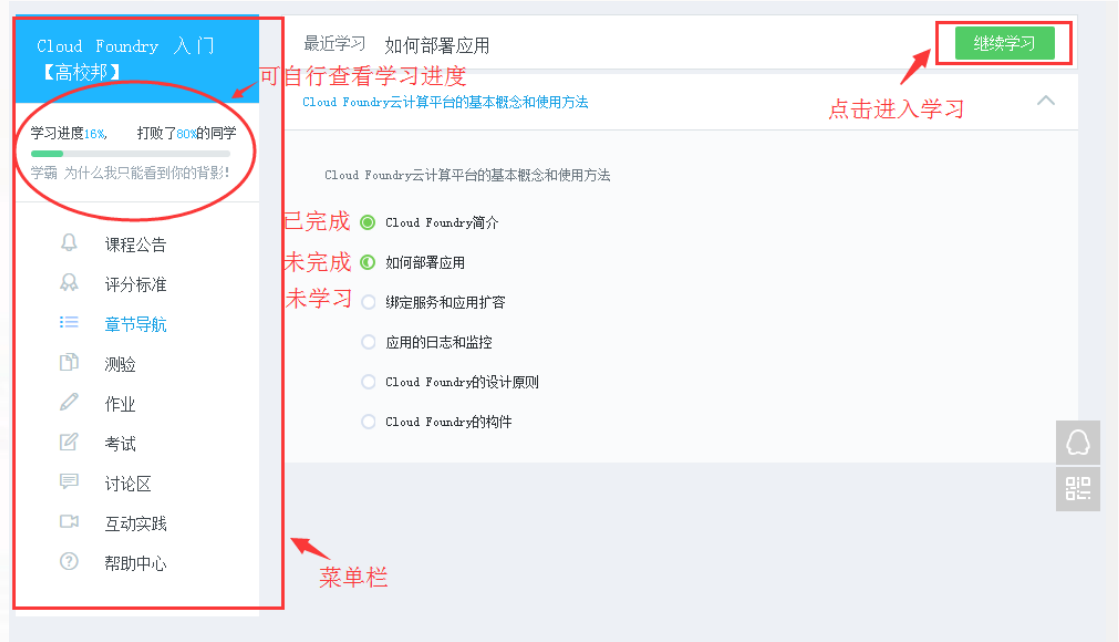 Cloud Foundry 入门
【高校邦】
可自行查看学习进度
学习进度16%, 打败了80%的同学
学霸 为什么我只能看到你的背影!
课程公告
评分标准
章节导航
测验
作业
考试
讨论区
互动实践
帮助中心
菜单栏
最近学习 如何部署应用
继续学习
点击进入学习
Cloud Foundry云计算平台的基本概念和使用方法
Cloud Foundry云计算平台的基本概念和使用方法
已完成 Cloud Foundry简介
未完成 如何部署应用
未学习 绑定服务和应用扩容
应用的日志和监控
Cloud Foundry的设计原则
Cloud Foundry的构件